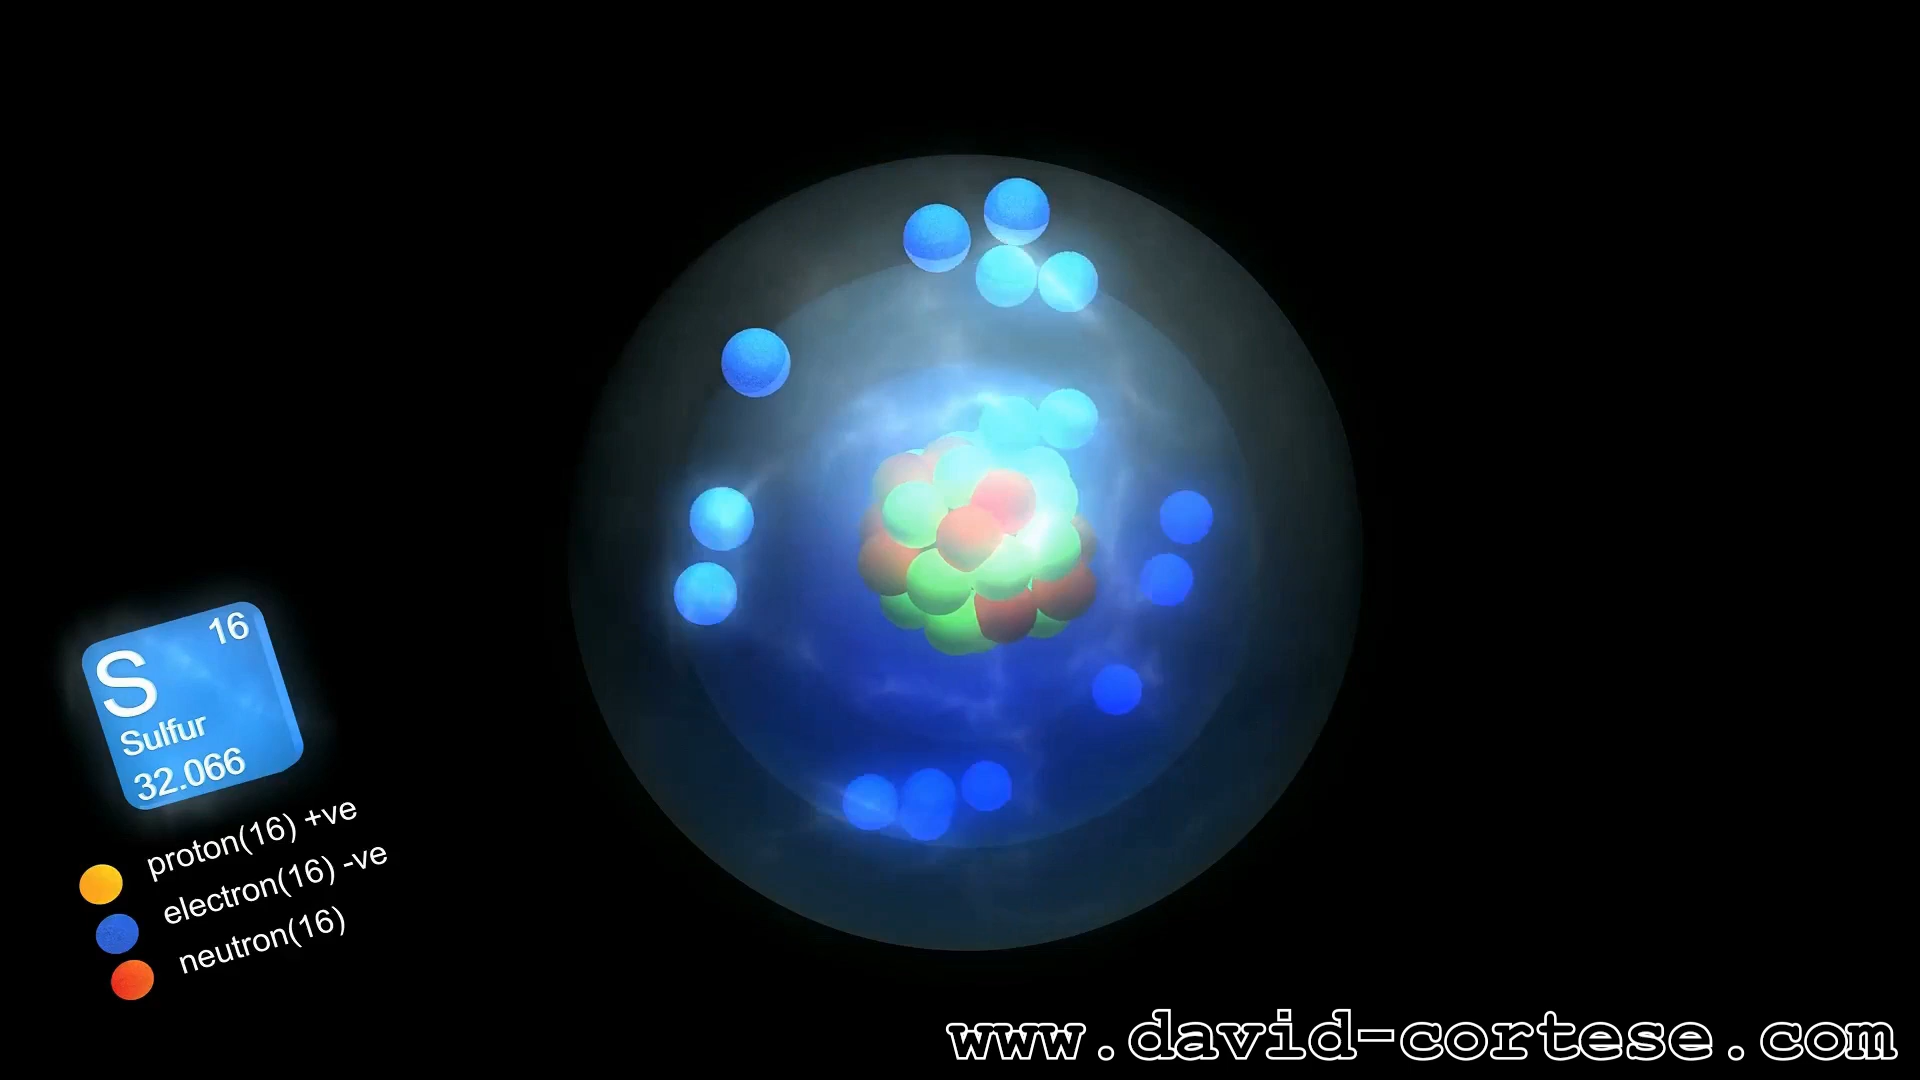 16
S
Sulfur
32.066
proton(16) +ve
electron(16) -ve
neutron(16)
www.david-cortese.com